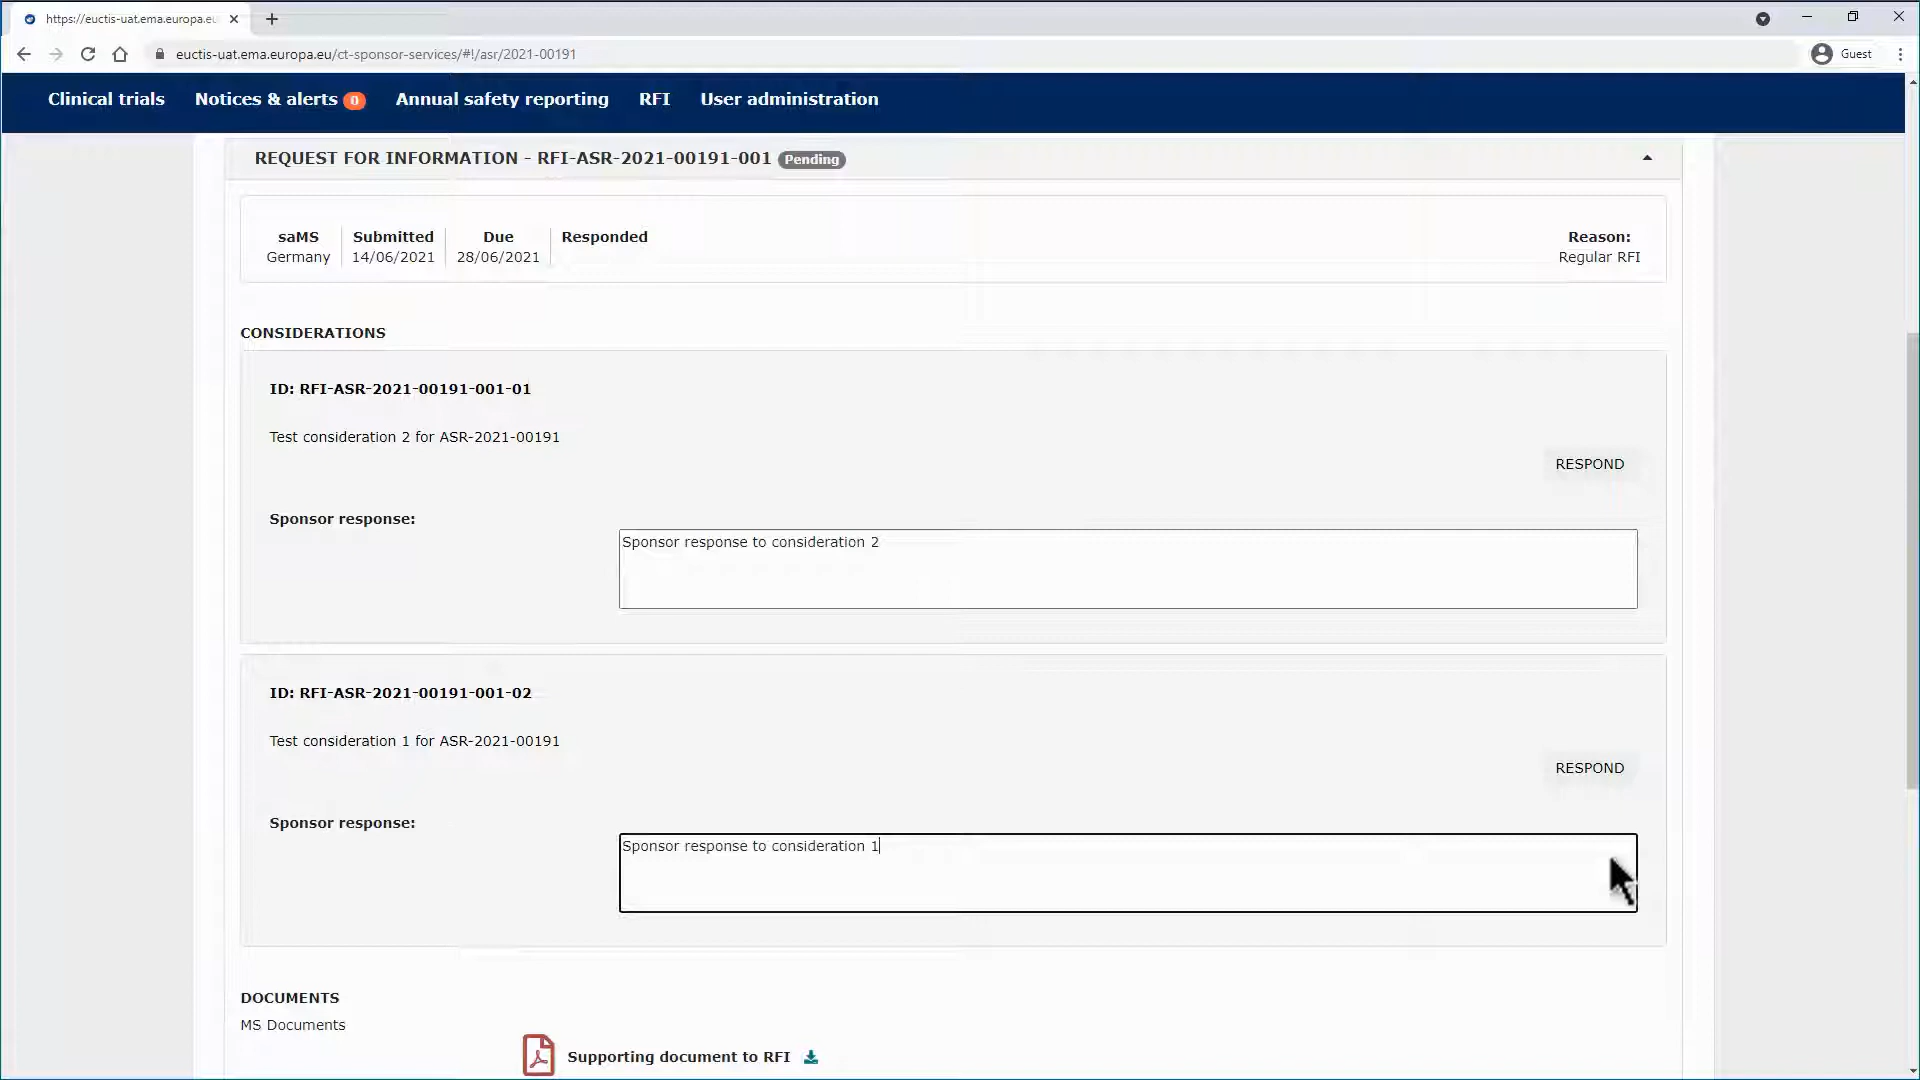 https://euctis-uat.ema.europa.eu
euctis-uat.ema.europa.eu/ct-sponsor-services/#!/asr/2021-00191
Guest
Clinical trials Notices & alerts 0 Annual safety reporting RFI User administration
REQUEST FOR INFORMATION - RFI-ASR-2021-00191-001 Pending
saMS Submitted Due Responded Reason:
Germany 14/06/2021 28/06/2021 Regular RFI
CONSIDERATIONS
ID: RFI-ASR-2021-00191-001-01
Test consideration 2 for ASR-2021-00191
RESPOND
Sponsor response:
Sponsor response to consideration 2
ID: RFI-ASR-2021-00191-001-02
Test consideration 1 for ASR-2021-00191
RESPOND
Sponsor response:
Sponsor response to consideration 1
DOCUMENTS
MS Documents
Supporting document to RFI